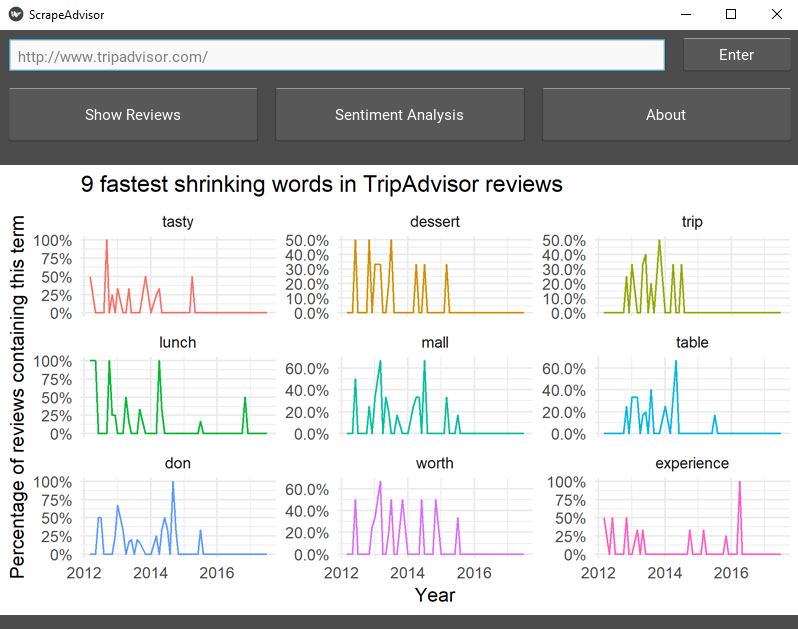 ScrapeAdvisor
http://www.tripadvisor.com/
Enter
Show Reviews
Sentiment Analysis
About
9 fastest shrinking words in TripAdvisor reviews
Percentage of reviews containing this term
tasty
100%
75%
50%
25%
0%
dessert
50.0%
40.0%
30.0%
20.0%
10.0%
0.0%
trip
50.0%
40.0%
30.0%
20.0%
10.0%
0.0%
lunch
100%
75%
50%
25%
0%
mall
60.0%
40.0%
20.0%
0.0%
table
60.0%
40.0%
20.0%
0.0%
don
100%
75%
50%
25%
0%
worth
60.0%
40.0%
20.0%
0.0%
experience
100%
75%
50%
25%
0%
2012 2014 2016
2012 2014 2016
2012 2014 2016
Year